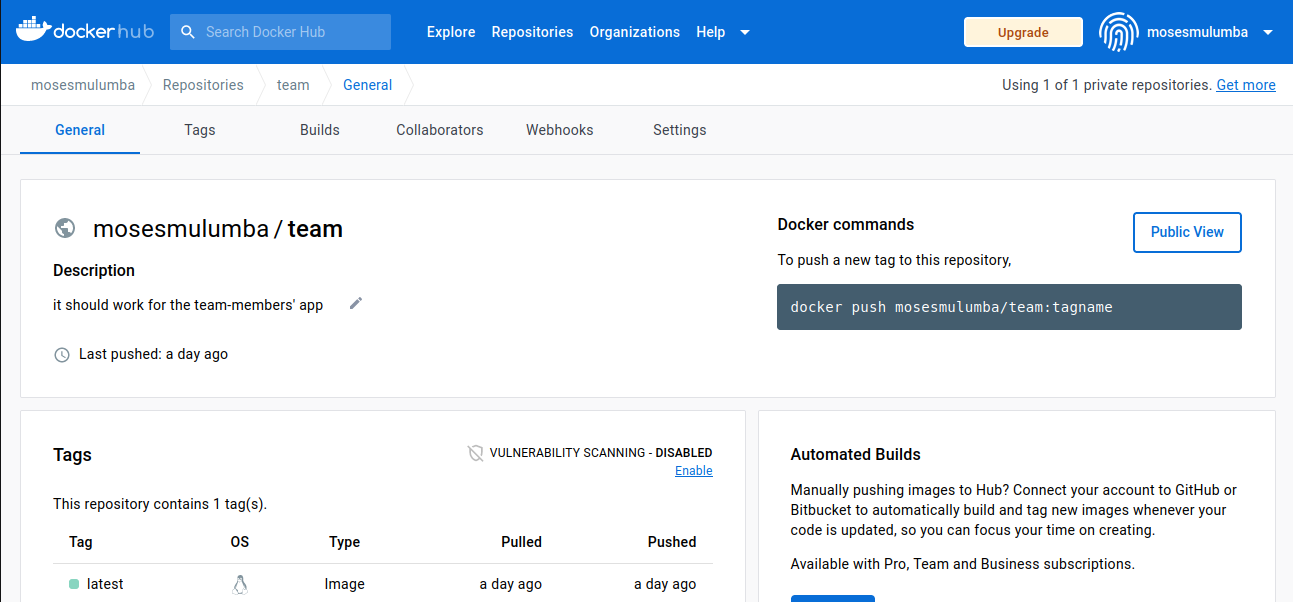 dockerhub Search Docker Hub Explore Repositories Organizations Help Upgrade mosesmulumba
mosesmulumba Repositories team General Using 1 of 1 private repositories. Get more
General Tags Builds Collaborators Webhooks Settings
mosesmulumba / team
Description
it should work for the team-members' app
Last pushed: a day ago
Docker commands
Public View
To push a new tag to this repository,
docker push mosesmulumba/team:tagname
Tags
VULNERABILITY SCANNING - DISABLED
Enable
This repository contains 1 tag(s).
Tag OS Type Pulled Pushed
latest Image a day ago a day ago
Automated Builds
Manually pushing images to Hub? Connect your account to GitHub or
Bitbucket to automatically build and tag new images whenever your
code is updated, so you can focus your time on creating.
Available with Pro, Team and Business subscriptions.